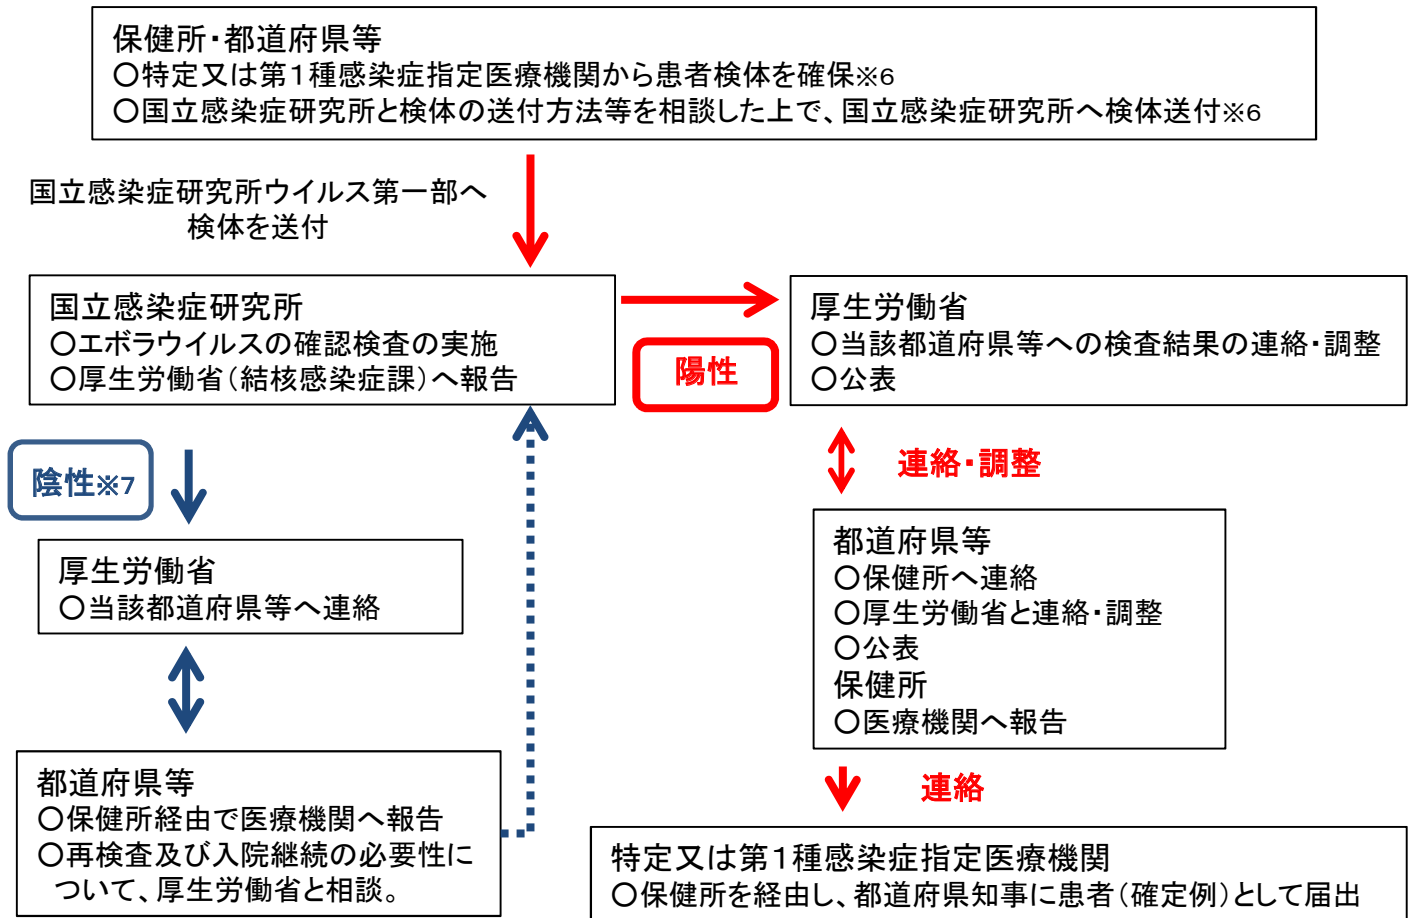 保健所・都道府県等
〇特定又は第1種感染症指定医療機関から患者検体を確保※6
〇国立感染症研究所と検体の送付方法等を相談した上で、国立感染症研究所へ検体送付※6
国立感染症研究所ウイルス第一部へ
検体を送付
国立感染症研究所
〇エボラウイルスの確認検査の実施
〇厚生労働省（結核感染症課）へ報告
陽性
厚生労働省
〇当該都道府県等への検査結果の連絡・調整
〇公表
陰性※7
連絡・調整
厚生労働省
〇当該都道府県等へ連絡
都道府県等
〇保健所へ連絡
〇厚生労働省と連絡・調整
〇公表
保健所
〇医療機関へ報告
都道府県等
〇保健所経由で医療機関へ報告
〇再検査及び入院継続の必要性に
ついて、厚生労働省と相談。
連絡
特定又は第1種感染症指定医療機関
〇保健所を経由し、都道府県知事に患者（確定例）として届出